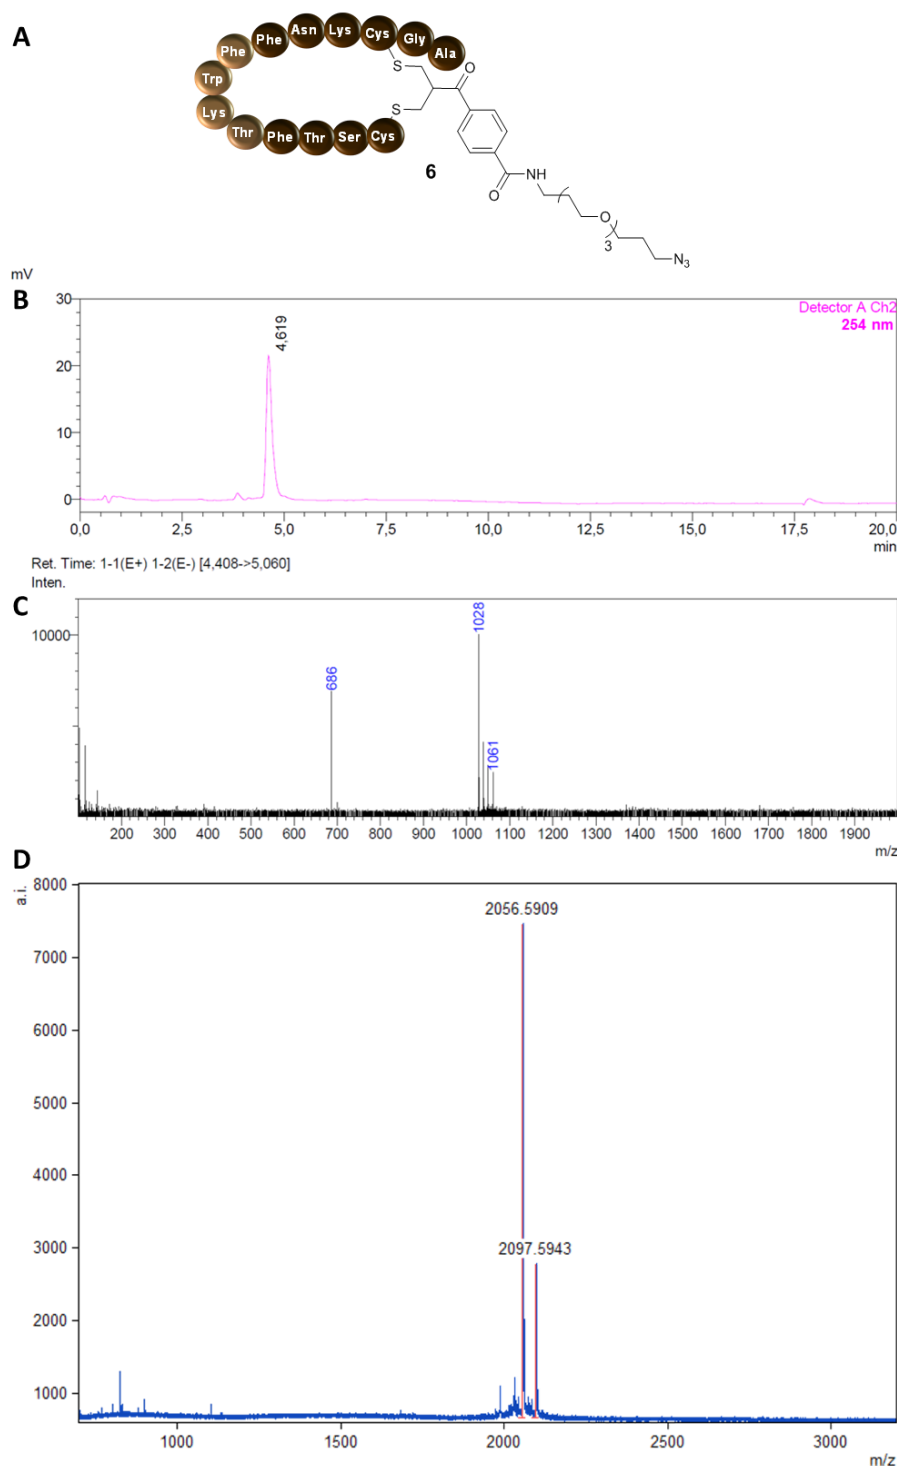 A
Phe Phe Asn Lys Cys Gly Ala
Trp
Lys
Thr Phe Thr Ser Cys
S
S
O
6
O
NH
O
3
N3
mV
B
30
20
10
0
4,619
Detector A Ch2
254 nm
0,0 2,5 5,0 7,5 10,0 12,5 15,0 17,5 20,0
min
Ret. Time: 1-1(E+) 1-2(E-) [4,408->5,060]
Inten.
C
10000
686
1028
1061
200 300 400 500 600 700 800 900 1000 1100 1200 1300 1400 1500 1600 1700 1800 1900
m/z
D
a.i.
8000
7000
6000
5000
4000
3000
2000
1000
2056.5909
2097.5943
1000 1500 2000 2500 3000
m/z